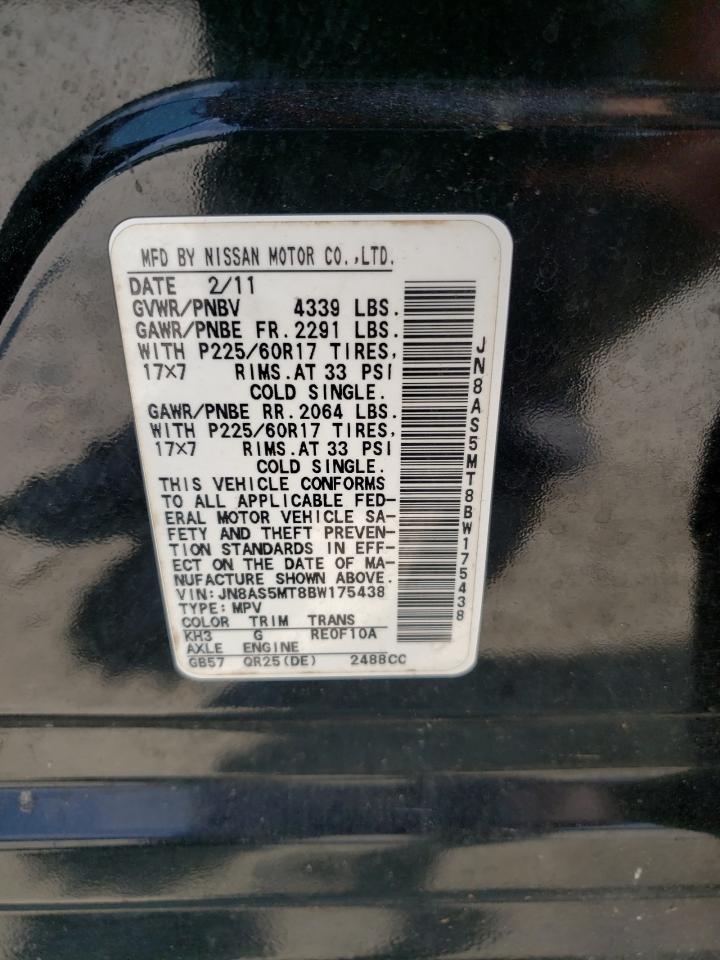 MFD BY NISSAN MOTOR CO.,LTD.
DATE 2/11
GVWR/PNBV 4339 LBS.
GAWR/PNBE FR.2291 LBS.
WITH P225/60R17 TIRES,
17×7 RIMS.AT 33 PSI
COLD SINGLE.
GAWR/PNBE RR.2064 LBS.
WITH P225/60R17 TIRES,
17×7 RIMS.AT 33 PSI
COLD SINGLE.
THIS VEHICLE CONFORMS
TO ALL APPLICABLE FED-
ERAL MOTOR VEHICLE SA-
FETY AND THEFT PREVEN-
TION STANDARDS IN EFF-
ECT ON THE DATE OF MA-
NUFACTURE SHOWN ABOVE.
VIN:JN8AS5MT8BW175438
TYPE:MPV
COLOR TRIM TRANS
KH3 G RE0F10A
AXLE ENGINE
GB57 QR25(DE) 2488CC
JN8AS5MT8BW175438